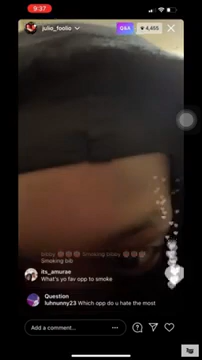 9:37
julio_foolio
Q&A
4,455
Smoking bib
its_amurae
What's yo fav opp to smoke
Question
luhnunny23 Which opp do u hate the most
Add a comment...